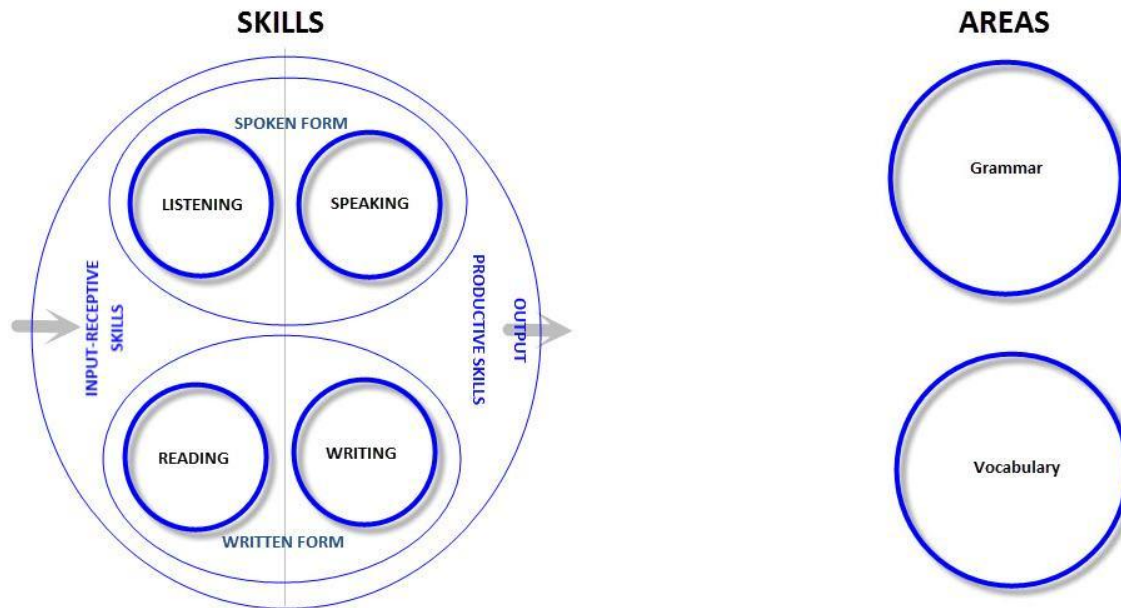 SKILLS
SPOKEN FORM
LISTENING
SPEAKING
INPUT-RECEPTIVE
SKILLS
PRODUCTIVE SKILLS
OUTPUT
READING
WRITING
WRITTEN FORM
AREAS
Grammar
Vocabulary